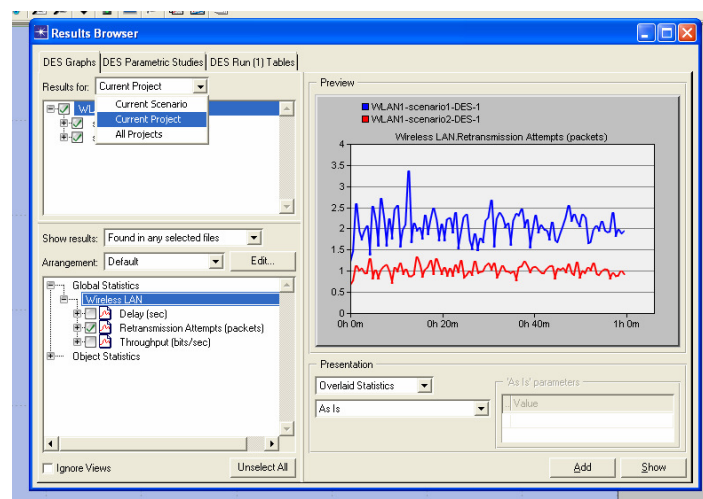 Results Browser
DES Graphs DES Parametric Studies DES Run (1) Tables
Results for: Current Project
Current Scenario
Current Project
All Projects
Show results: Found in any selected files
Arrangement: Default Edit...
Global Statistics
Wireless LAN
Delay (sec)
Retransmission Attempts (packets)
Throughput (bits/sec)
Object Statistics
Ignore Views Unselect All
Preview
WLAN1-scenario1-DES-1
WLAN1-scenario2-DES-1
Wireless LAN.Retransmission Attempts (packets)
4
3.5
3
2.5
2
1.5
1
0.5
0
0h 0m 0h 20m 0h 40m 1h 0m
Presentation
Overlaid Statistics
As Is
'As Is' parameters
Value
Add Show